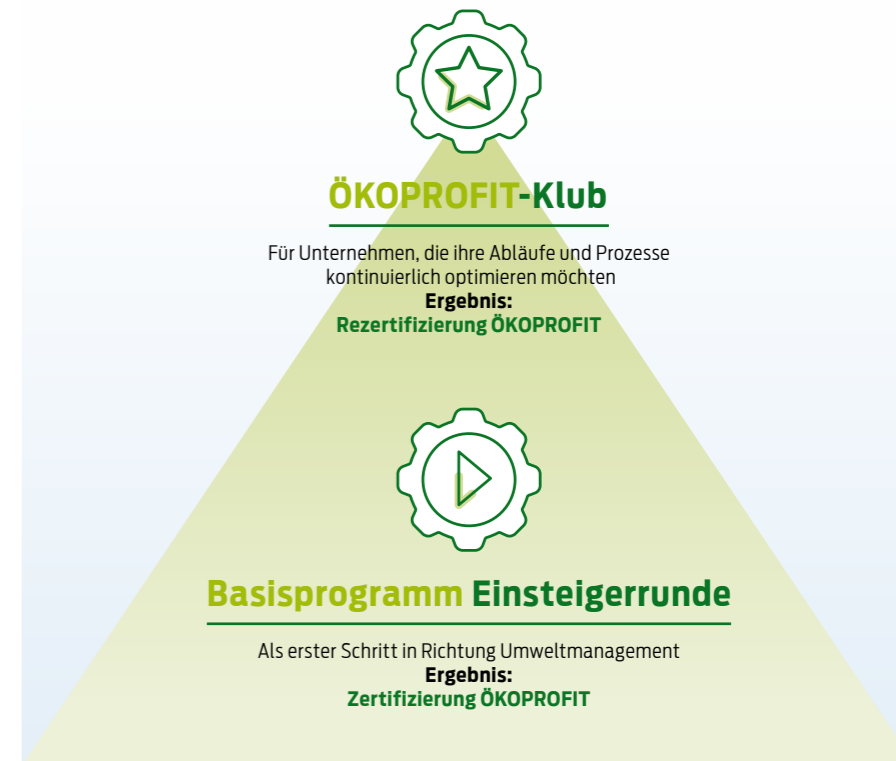 ÖKOPROFIT-Klub
Für Unternehmen, die ihre Abläufe und Prozesse
kontinuierlich optimieren möchten
Ergebnis:
Rezertifizierung ÖKOPROFIT
Basisprogramm Einsteigerrunde
Als erster Schritt in Richtung Umweltmanagement
Ergebnis:
Zertifizierung ÖKOPROFIT